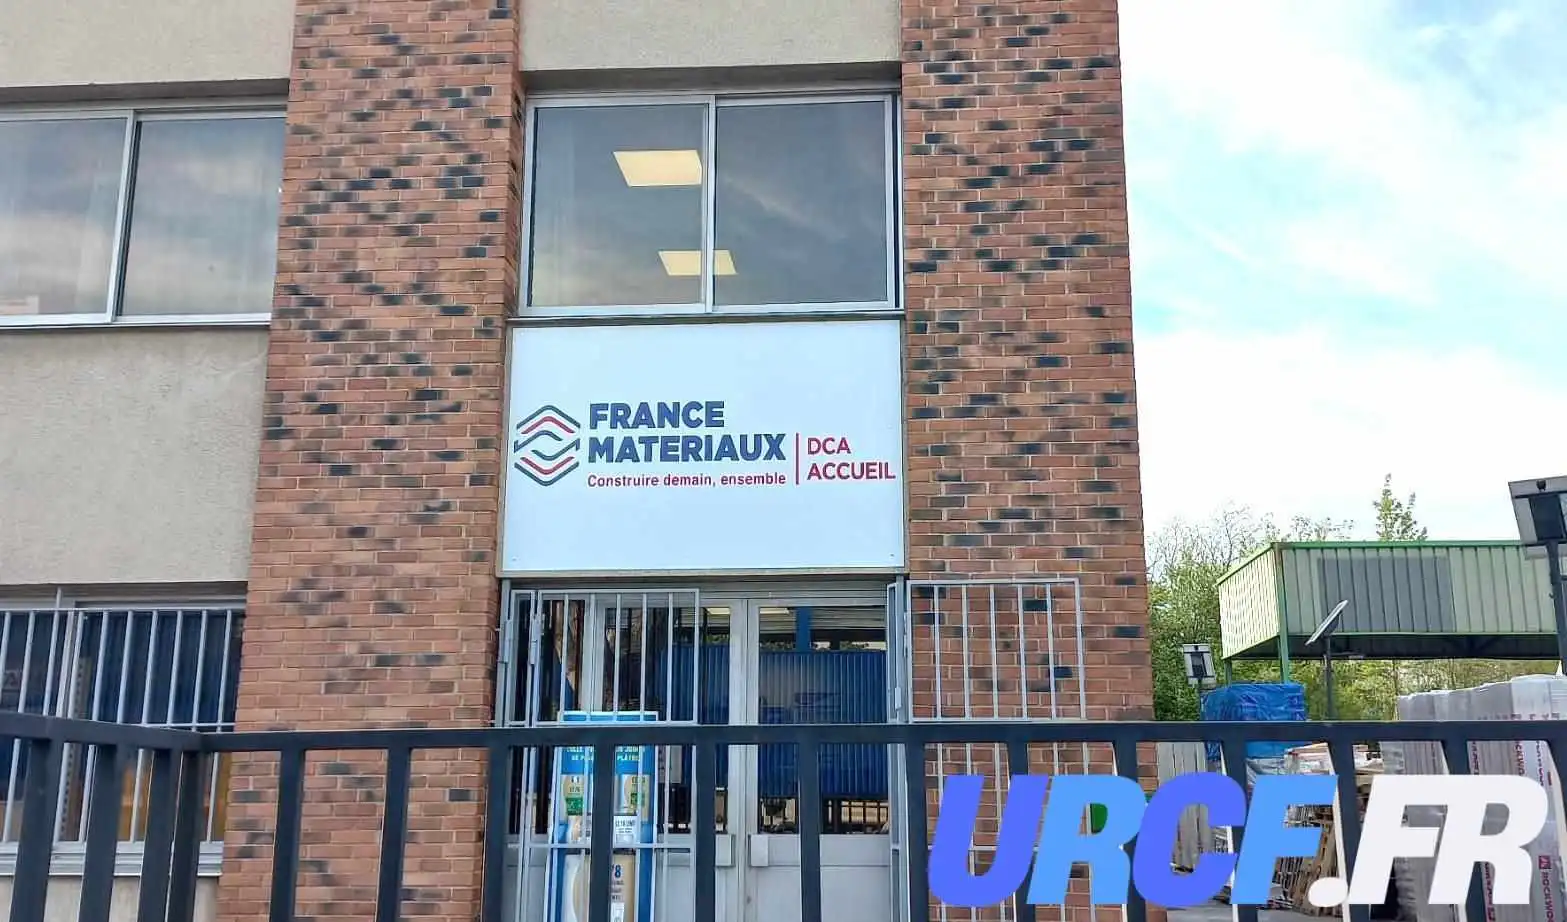 FRANCE
MATERIAUX
Construire demain, ensemble
DCA
ACCUEIL
URCF.FR